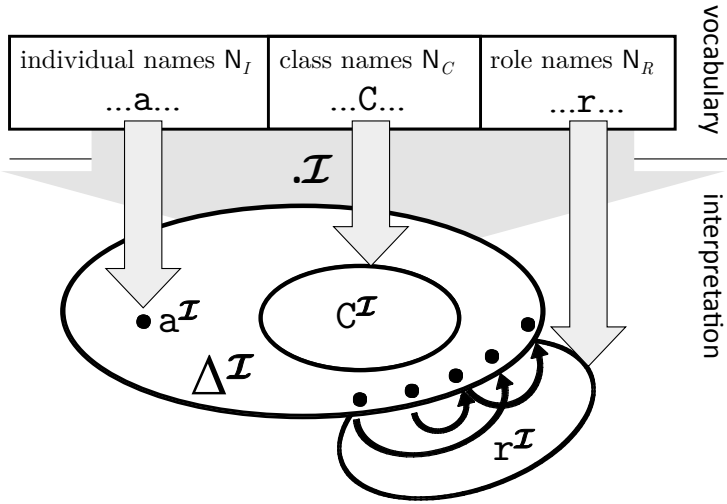 individual names N_I
class names N_C
role names N_R
...a...
...C...
...r...
vocabulary
.ℐ
interpretation
a^ℐ
C^ℐ
Δ^ℐ
r^ℐ